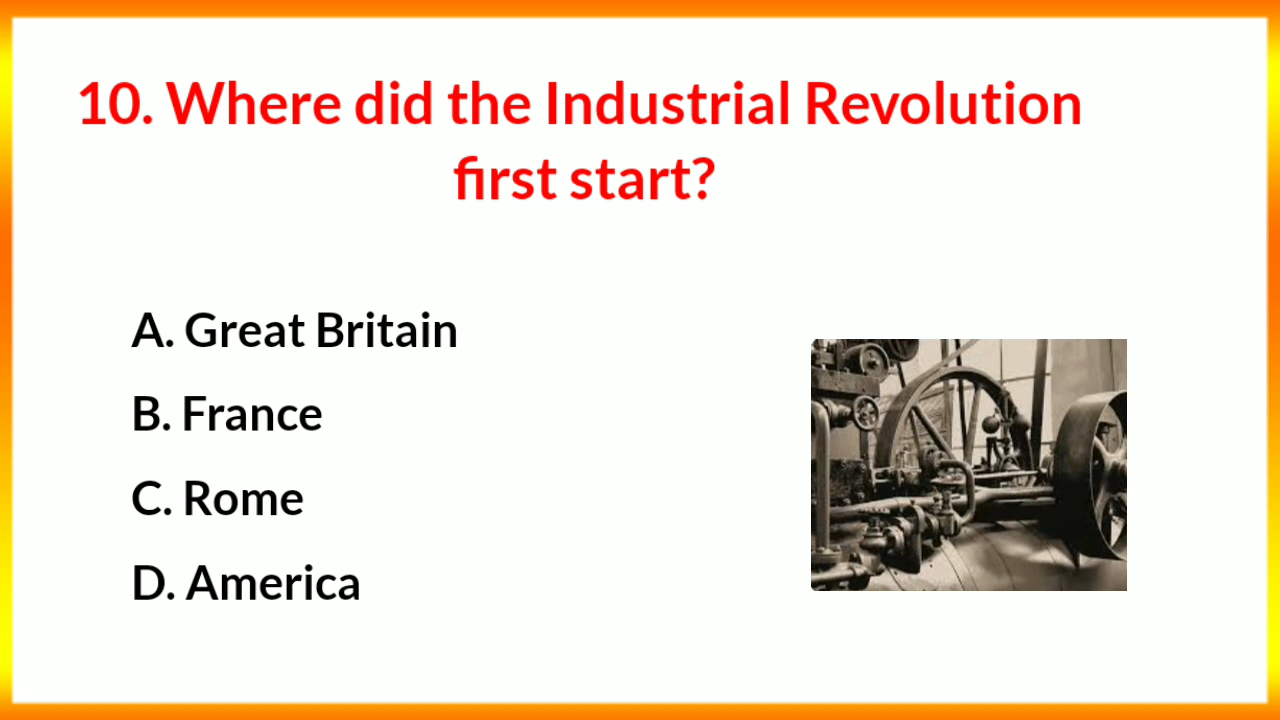 10. Where did the Industrial Revolution
first start?
A. Great Britain
B. France
C. Rome
D. America